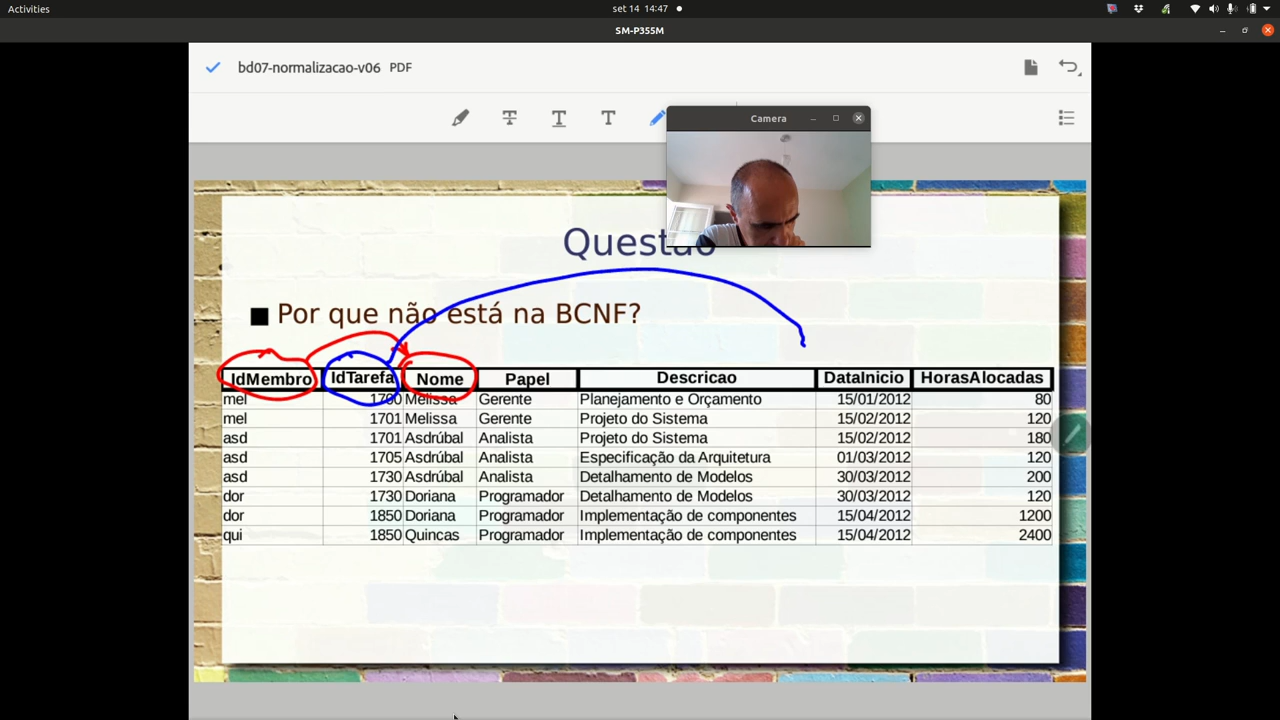 Activities
set 14 14:47
SM-P355M
bd07-normalizacao-v06 PDF
Camera
Questão
Por que não está na BCNF?
IdMembro IdTarefa Nome Papel Descricao DataInicio HorasAlocadas
mel 1700 Melissa Gerente Planejamento e Orçamento 15/01/2012 80
mel 1701 Melissa Gerente Projeto do Sistema 15/02/2012 120
asd 1701 Asdrúbal Analista Projeto do Sistema 15/02/2012 180
asd 1705 Asdrúbal Analista Especificação da Arquitetura 01/03/2012 120
asd 1730 Asdrúbal Analista Detalhamento de Modelos 30/03/2012 200
dor 1730 Doriana Programador Detalhamento de Modelos 30/03/2012 120
dor 1850 Doriana Programador Implementação de componentes 15/04/2012 1200
qui 1850 Quincas Programador Implementação de componentes 15/04/2012 2400